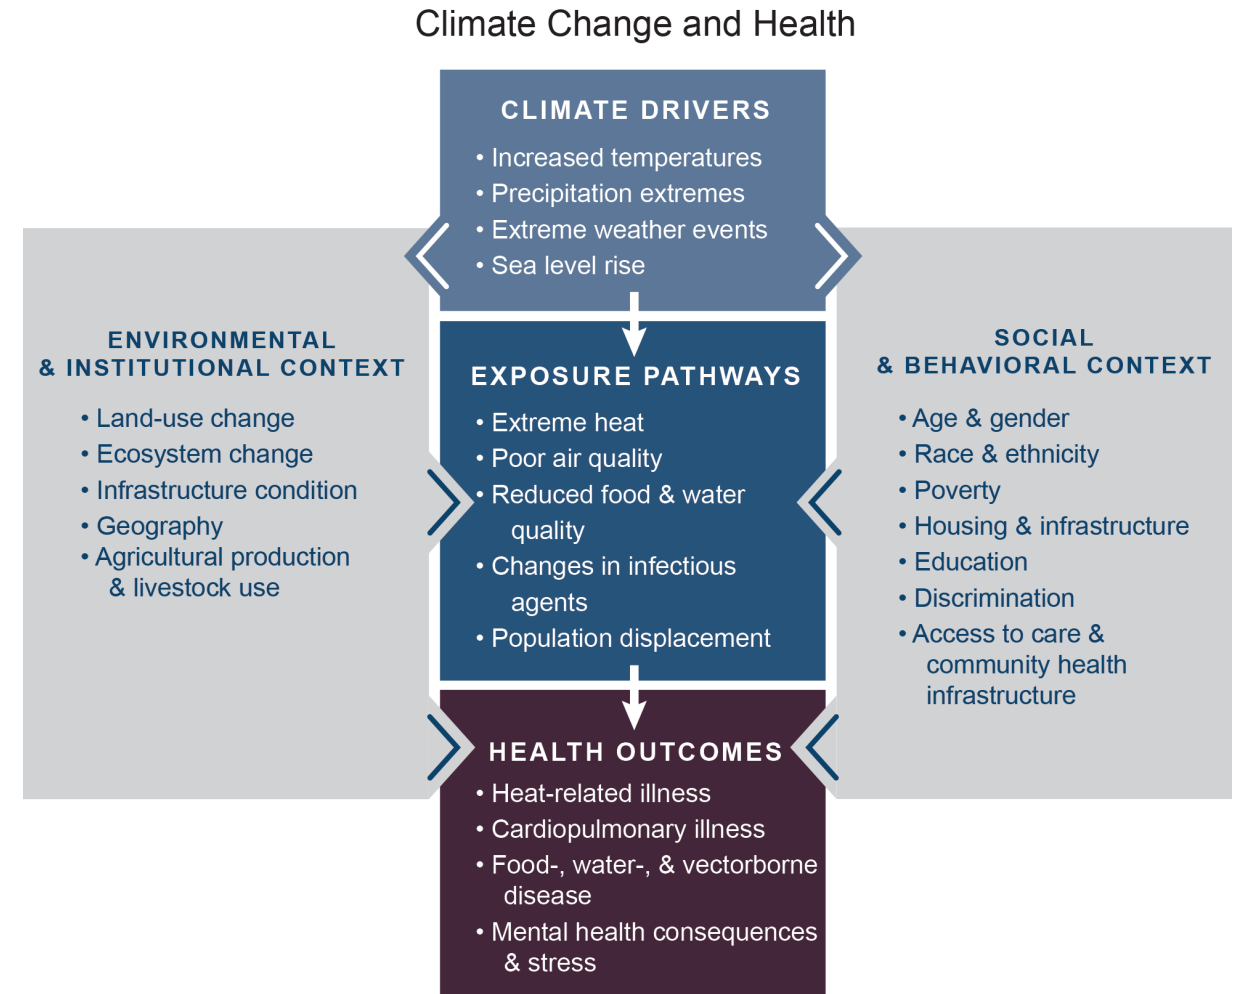 Climate Change and Health
CLIMATE DRIVERS
• Increased temperatures
• Precipitation extremes
• Extreme weather events
• Sea level rise
ENVIRONMENTAL
& INSTITUTIONAL CONTEXT
• Land-use change
• Ecosystem change
• Infrastructure condition
• Geography
• Agricultural production
& livestock use
EXPOSURE PATHWAYS
• Extreme heat
• Poor air quality
• Reduced food & water
quality
• Changes in infectious
agents
• Population displacement
SOCIAL
& BEHAVIORAL CONTEXT
• Age & gender
• Race & ethnicity
• Poverty
• Housing & infrastructure
• Education
• Discrimination
• Access to care &
community health
infrastructure
HEALTH OUTCOMES
• Heat-related illness
• Cardiopulmonary illness
• Food-, water-, & vectorborne
disease
• Mental health consequences
& stress